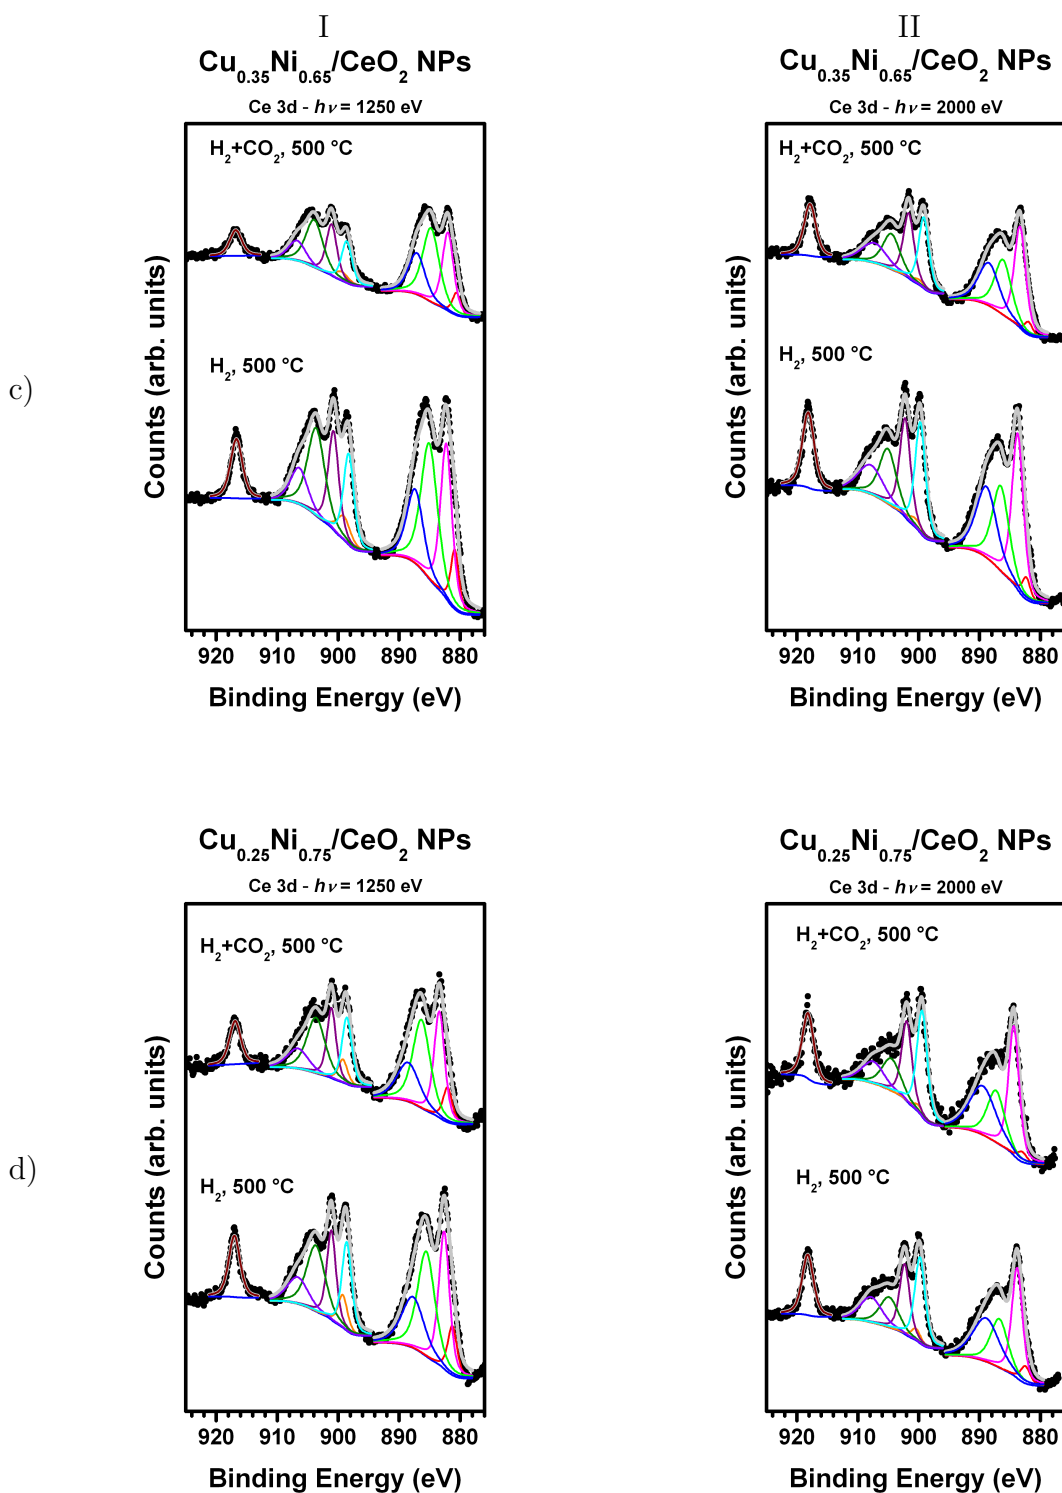 I
II
Cu0.35Ni0.65/CeO2 NPs
Cu0.35Ni0.65/CeO2 NPs
Ce 3d - hν = 1250 eV
Ce 3d - hν = 2000 eV
c)
Counts (arb. units)
H2+CO2, 500 °C
H2, 500 °C
920 910 900 890 880
Binding Energy (eV)
Counts (arb. units)
H2+CO2, 500 °C
H2, 500 °C
920 910 900 890 880
Binding Energy (eV)
Cu0.25Ni0.75/CeO2 NPs
Cu0.25Ni0.75/CeO2 NPs
Ce 3d - hν = 1250 eV
Ce 3d - hν = 2000 eV
d)
Counts (arb. units)
H2+CO2, 500 °C
H2, 500 °C
920 910 900 890 880
Binding Energy (eV)
Counts (arb. units)
H2+CO2, 500 °C
H2, 500 °C
920 910 900 890 880
Binding Energy (eV)